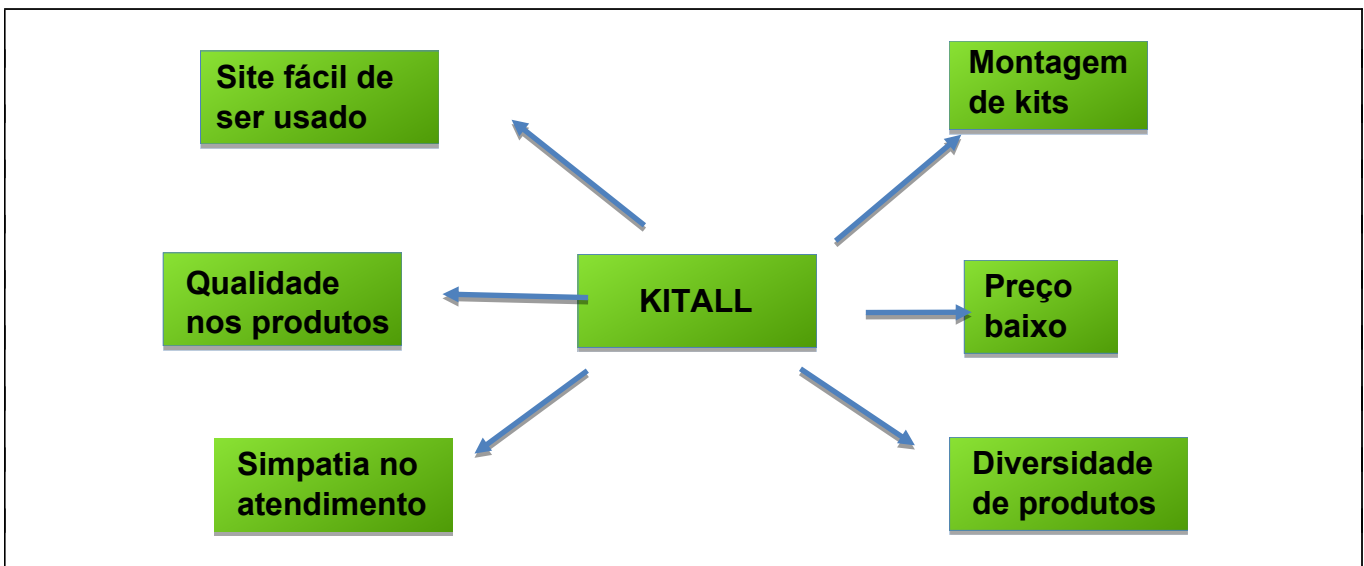 Site fácil de
ser usado
Montagem
de kits
Qualidade
nos produtos
KITALL
Preço
baixo
Simpatia no
atendimento
Diversidade
de produtos